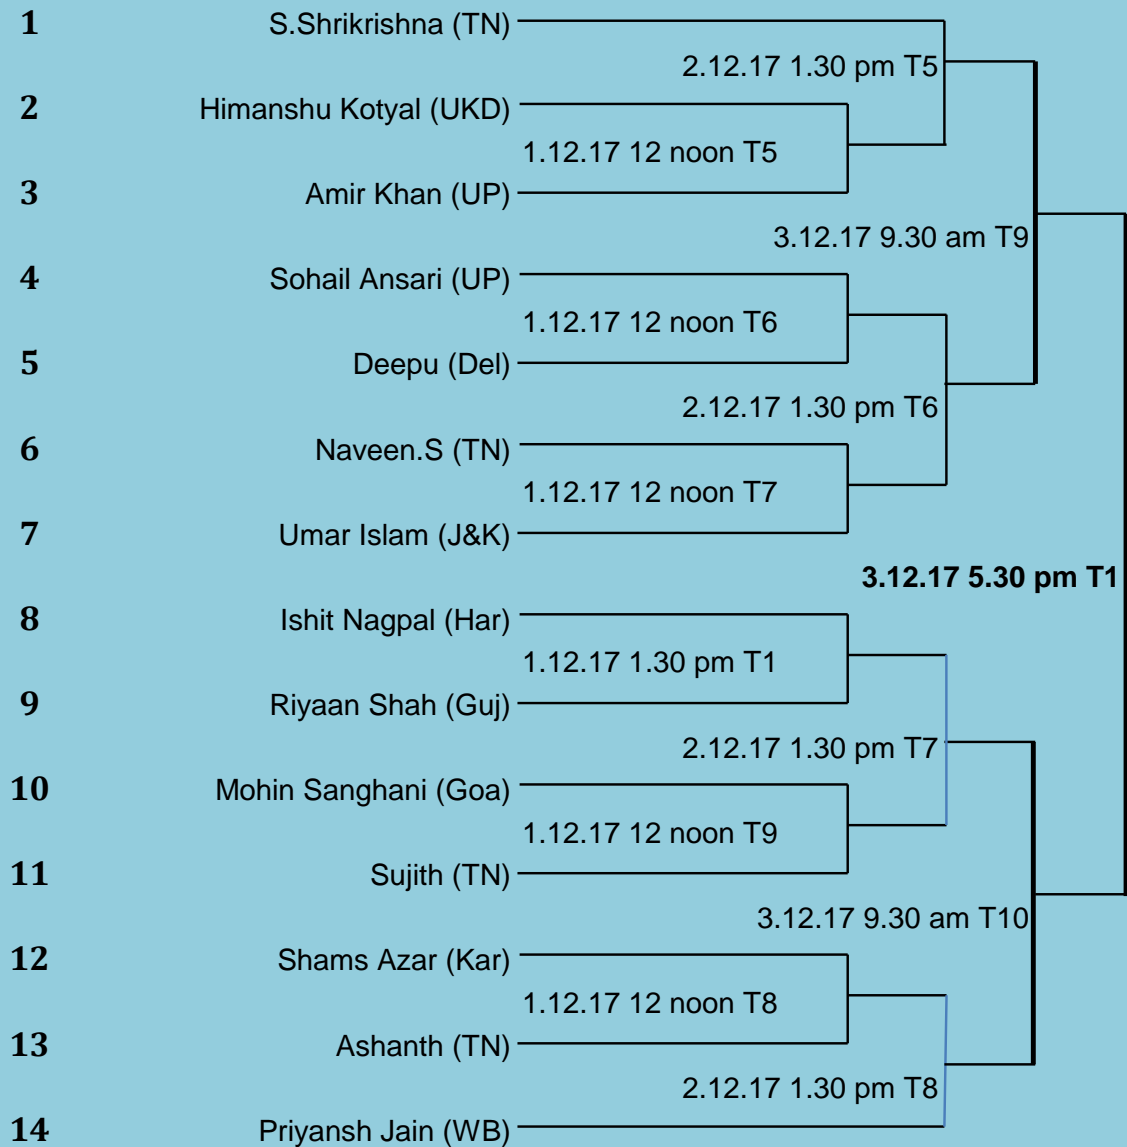 1 S.Shrikrishna (TN)
2.12.17 1.30 pm T5
2 Himanshu Kotyal (UKD)
1.12.17 12 noon T5
3 Amir Khan (UP)
3.12.17 9.30 am T9
4 Sohail Ansari (UP)
1.12.17 12 noon T6
5 Deepu (Del)
2.12.17 1.30 pm T6
6 Naveen.S (TN)
1.12.17 12 noon T7
7 Umar Islam (J&K)
3.12.17 5.30 pm T1
8 Ishit Nagpal (Har)
1.12.17 1.30 pm T1
9 Riyaan Shah (Guj)
2.12.17 1.30 pm T7
10 Mohin Sanghani (Goa)
1.12.17 12 noon T9
11 Sujith (TN)
3.12.17 9.30 am T10
12 Shams Azar (Kar)
1.12.17 12 noon T8
13 Ashanth (TN)
2.12.17 1.30 pm T8
14 Priyansh Jain (WB)